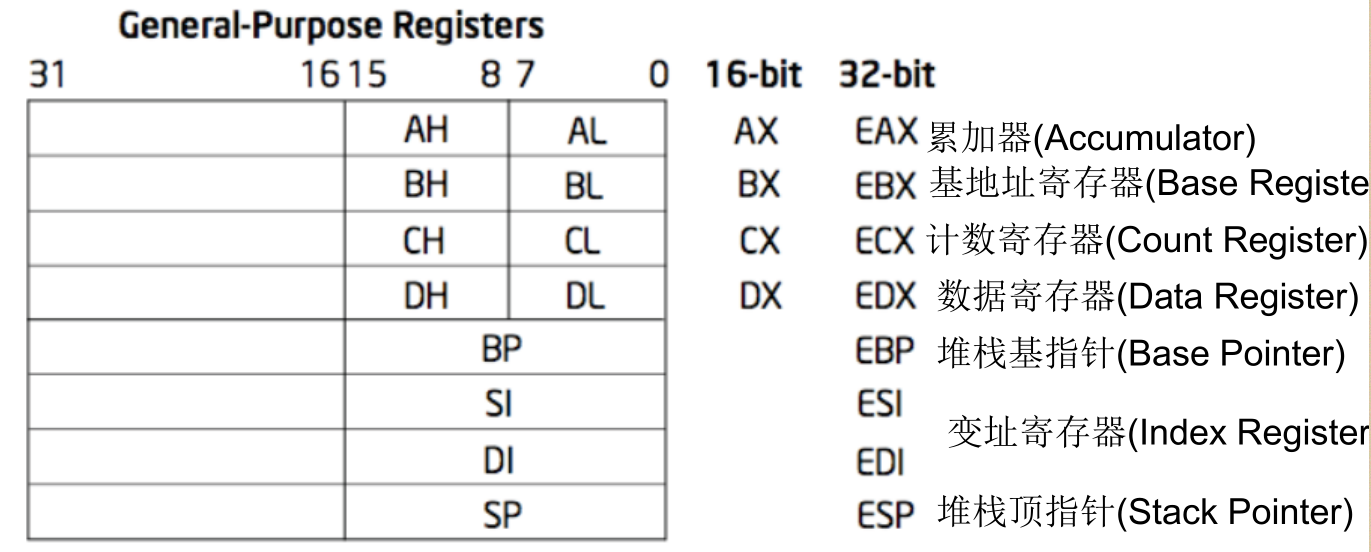 General-Purpose Registers
31 16 15 8 7 0 16-bit 32-bit
AH AL AX EAX 累加器(Accumulator)
BH BL BX EBX 基地址寄存器(Base Registe
CH CL CX ECX 计数寄存器(Count Register)
DH DL DX EDX 数据寄存器(Data Register)
BP EBP 堆栈基指针(Base Pointer)
SI ESI
变址寄存器(Index Register
DI EDI
SP ESP 堆栈顶指针(Stack Pointer)